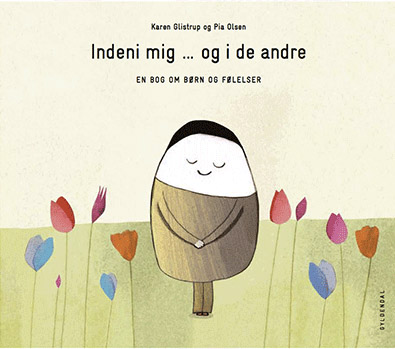 Karen Glistrup og Pia Olsen
Indeni mig ... og i de andre
EN BOG OM BØRN OG FØLELSER
GYLDENDAL